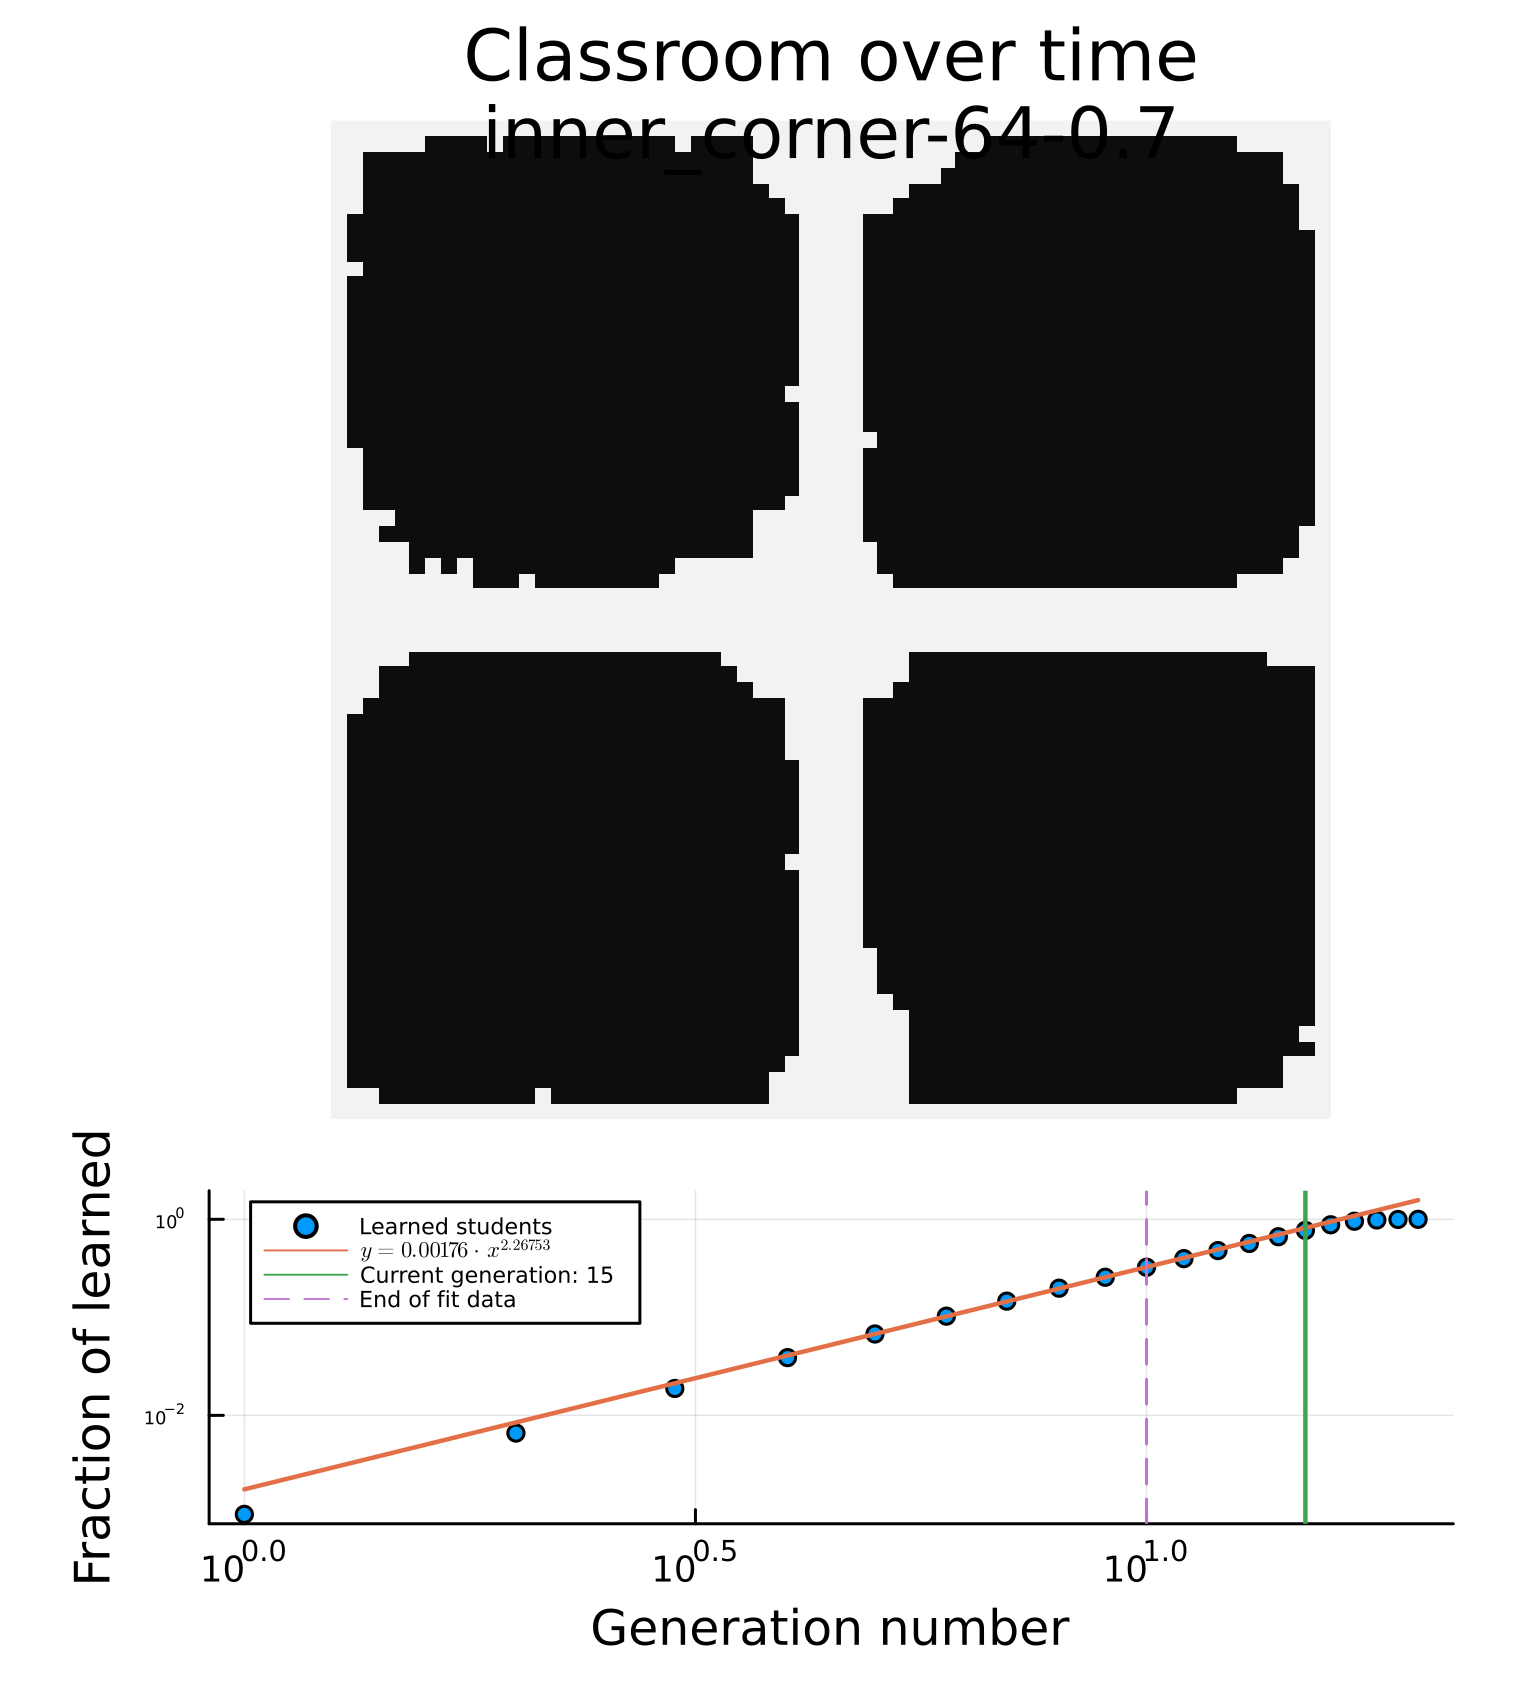 Classroom over time
inner_corner-64-0.7
Fraction of learned
10^0
10^-2
Learned students
y = 0.00176 · x^2.26753
Current generation: 15
End of fit data
10^0.0 10^0.5 10^1.0
Generation number